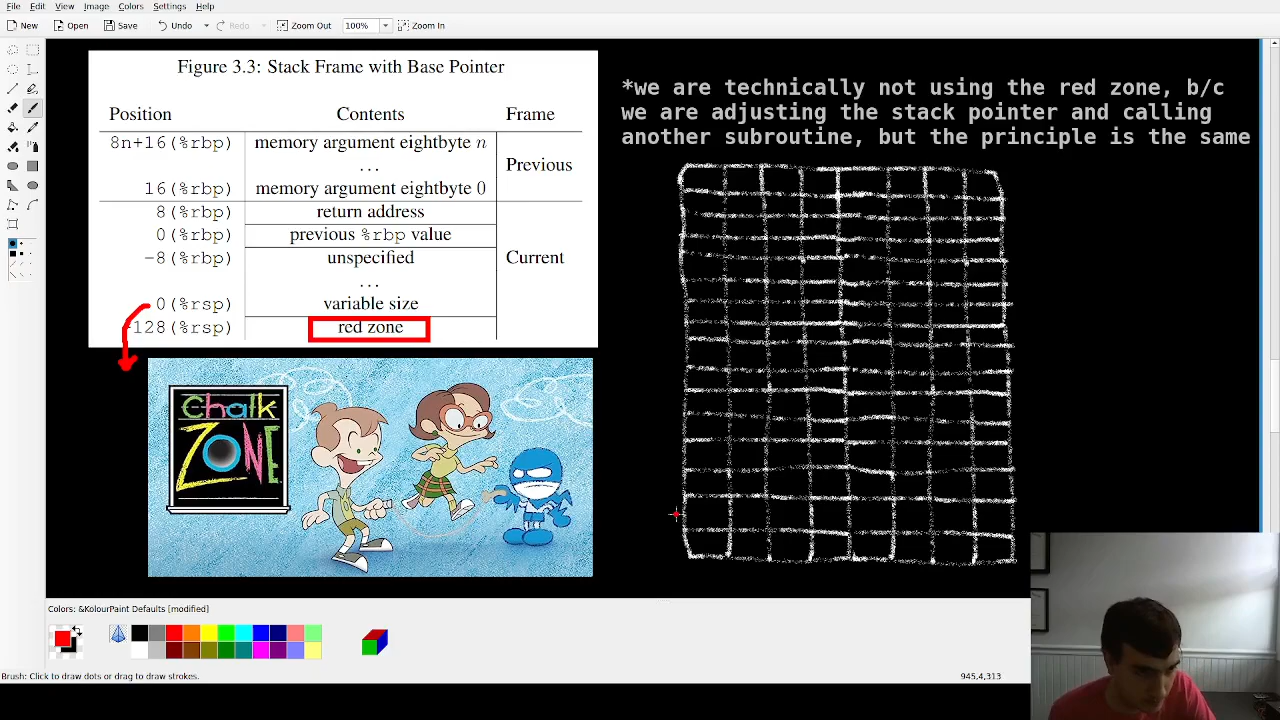 File Edit View Image Colors Settings Help
New Open Save Undo Redo Zoom Out 100% Zoom In
Figure 3.3: Stack Frame with Base Pointer
Position Contents Frame
8n+16(%rbp) memory argument eightbyte n
... Previous
16(%rbp) memory argument eightbyte 0
8(%rbp) return address
0(%rbp) previous %rbp value
-8(%rbp) unspecified Current
...
0(%rsp) variable size
-128(%rsp) red zone
*we are technically not using the red zone, b/c
we are adjusting the stack pointer and calling
another subroutine, but the principle is the same
Chalk
ZONE
Colors: &KolourPaint Defaults [modified]
Brush: Click to draw dots or drag to draw strokes. 945,4,313